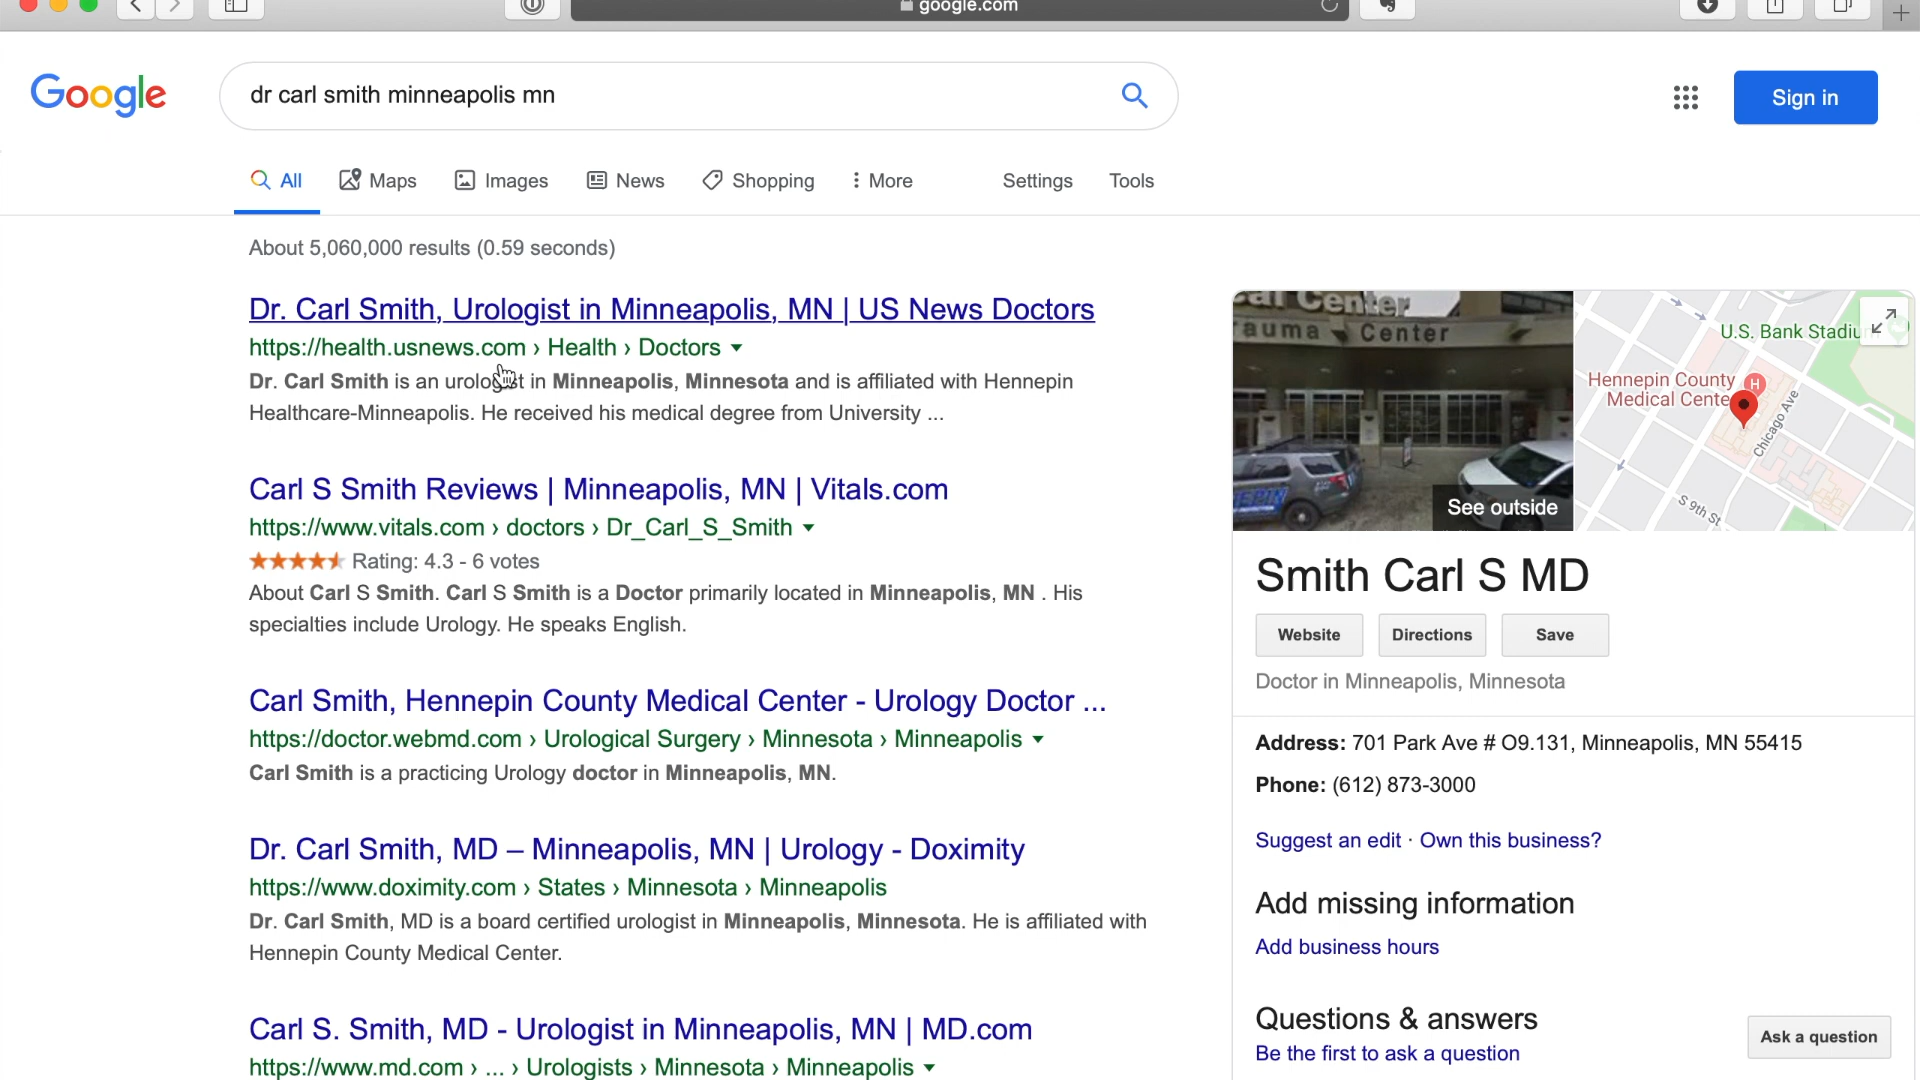 google.com
Google
dr carl smith minneapolis mn
Sign in
All
Maps
Images
News
Shopping
More
Settings
Tools
About 5,060,000 results (0.59 seconds)
Dr. Carl Smith, Urologist in Minneapolis, MN | US News Doctors
https://health.usnews.com › Health › Doctors
Dr. Carl Smith is an urologist in Minneapolis, Minnesota and is affiliated with Hennepin
Healthcare-Minneapolis. He received his medical degree from University ...
Carl S Smith Reviews | Minneapolis, MN | Vitals.com
https://www.vitals.com › doctors › Dr_Carl_S_Smith
Rating: 4.3 - 6 votes
About Carl S Smith. Carl S Smith is a Doctor primarily located in Minneapolis, MN . His
specialties include Urology. He speaks English.
Carl Smith, Hennepin County Medical Center - Urology Doctor ...
https://doctor.webmd.com › Urological Surgery › Minnesota › Minneapolis
Carl Smith is a practicing Urology doctor in Minneapolis, MN.
Dr. Carl Smith, MD – Minneapolis, MN | Urology - Doximity
https://www.doximity.com › States › Minnesota › Minneapolis
Dr. Carl Smith, MD is a board certified urologist in Minneapolis, Minnesota. He is affiliated with
Hennepin County Medical Center.
Carl S. Smith, MD - Urologist in Minneapolis, MN | MD.com
https://www.md.com › ... › Urologists › Minnesota › Minneapolis
Center
rauma Center
See outside
U.S. Bank Stadiu
Hennepin County
Medical Cente
H
Chicago Ave
S 9th St
Smith Carl S MD
Website
Directions
Save
Doctor in Minneapolis, Minnesota
Address: 701 Park Ave # O9.131, Minneapolis, MN 55415
Phone: (612) 873-3000
Suggest an edit · Own this business?
Add missing information
Add business hours
Questions & answers
Be the first to ask a question
Ask a question